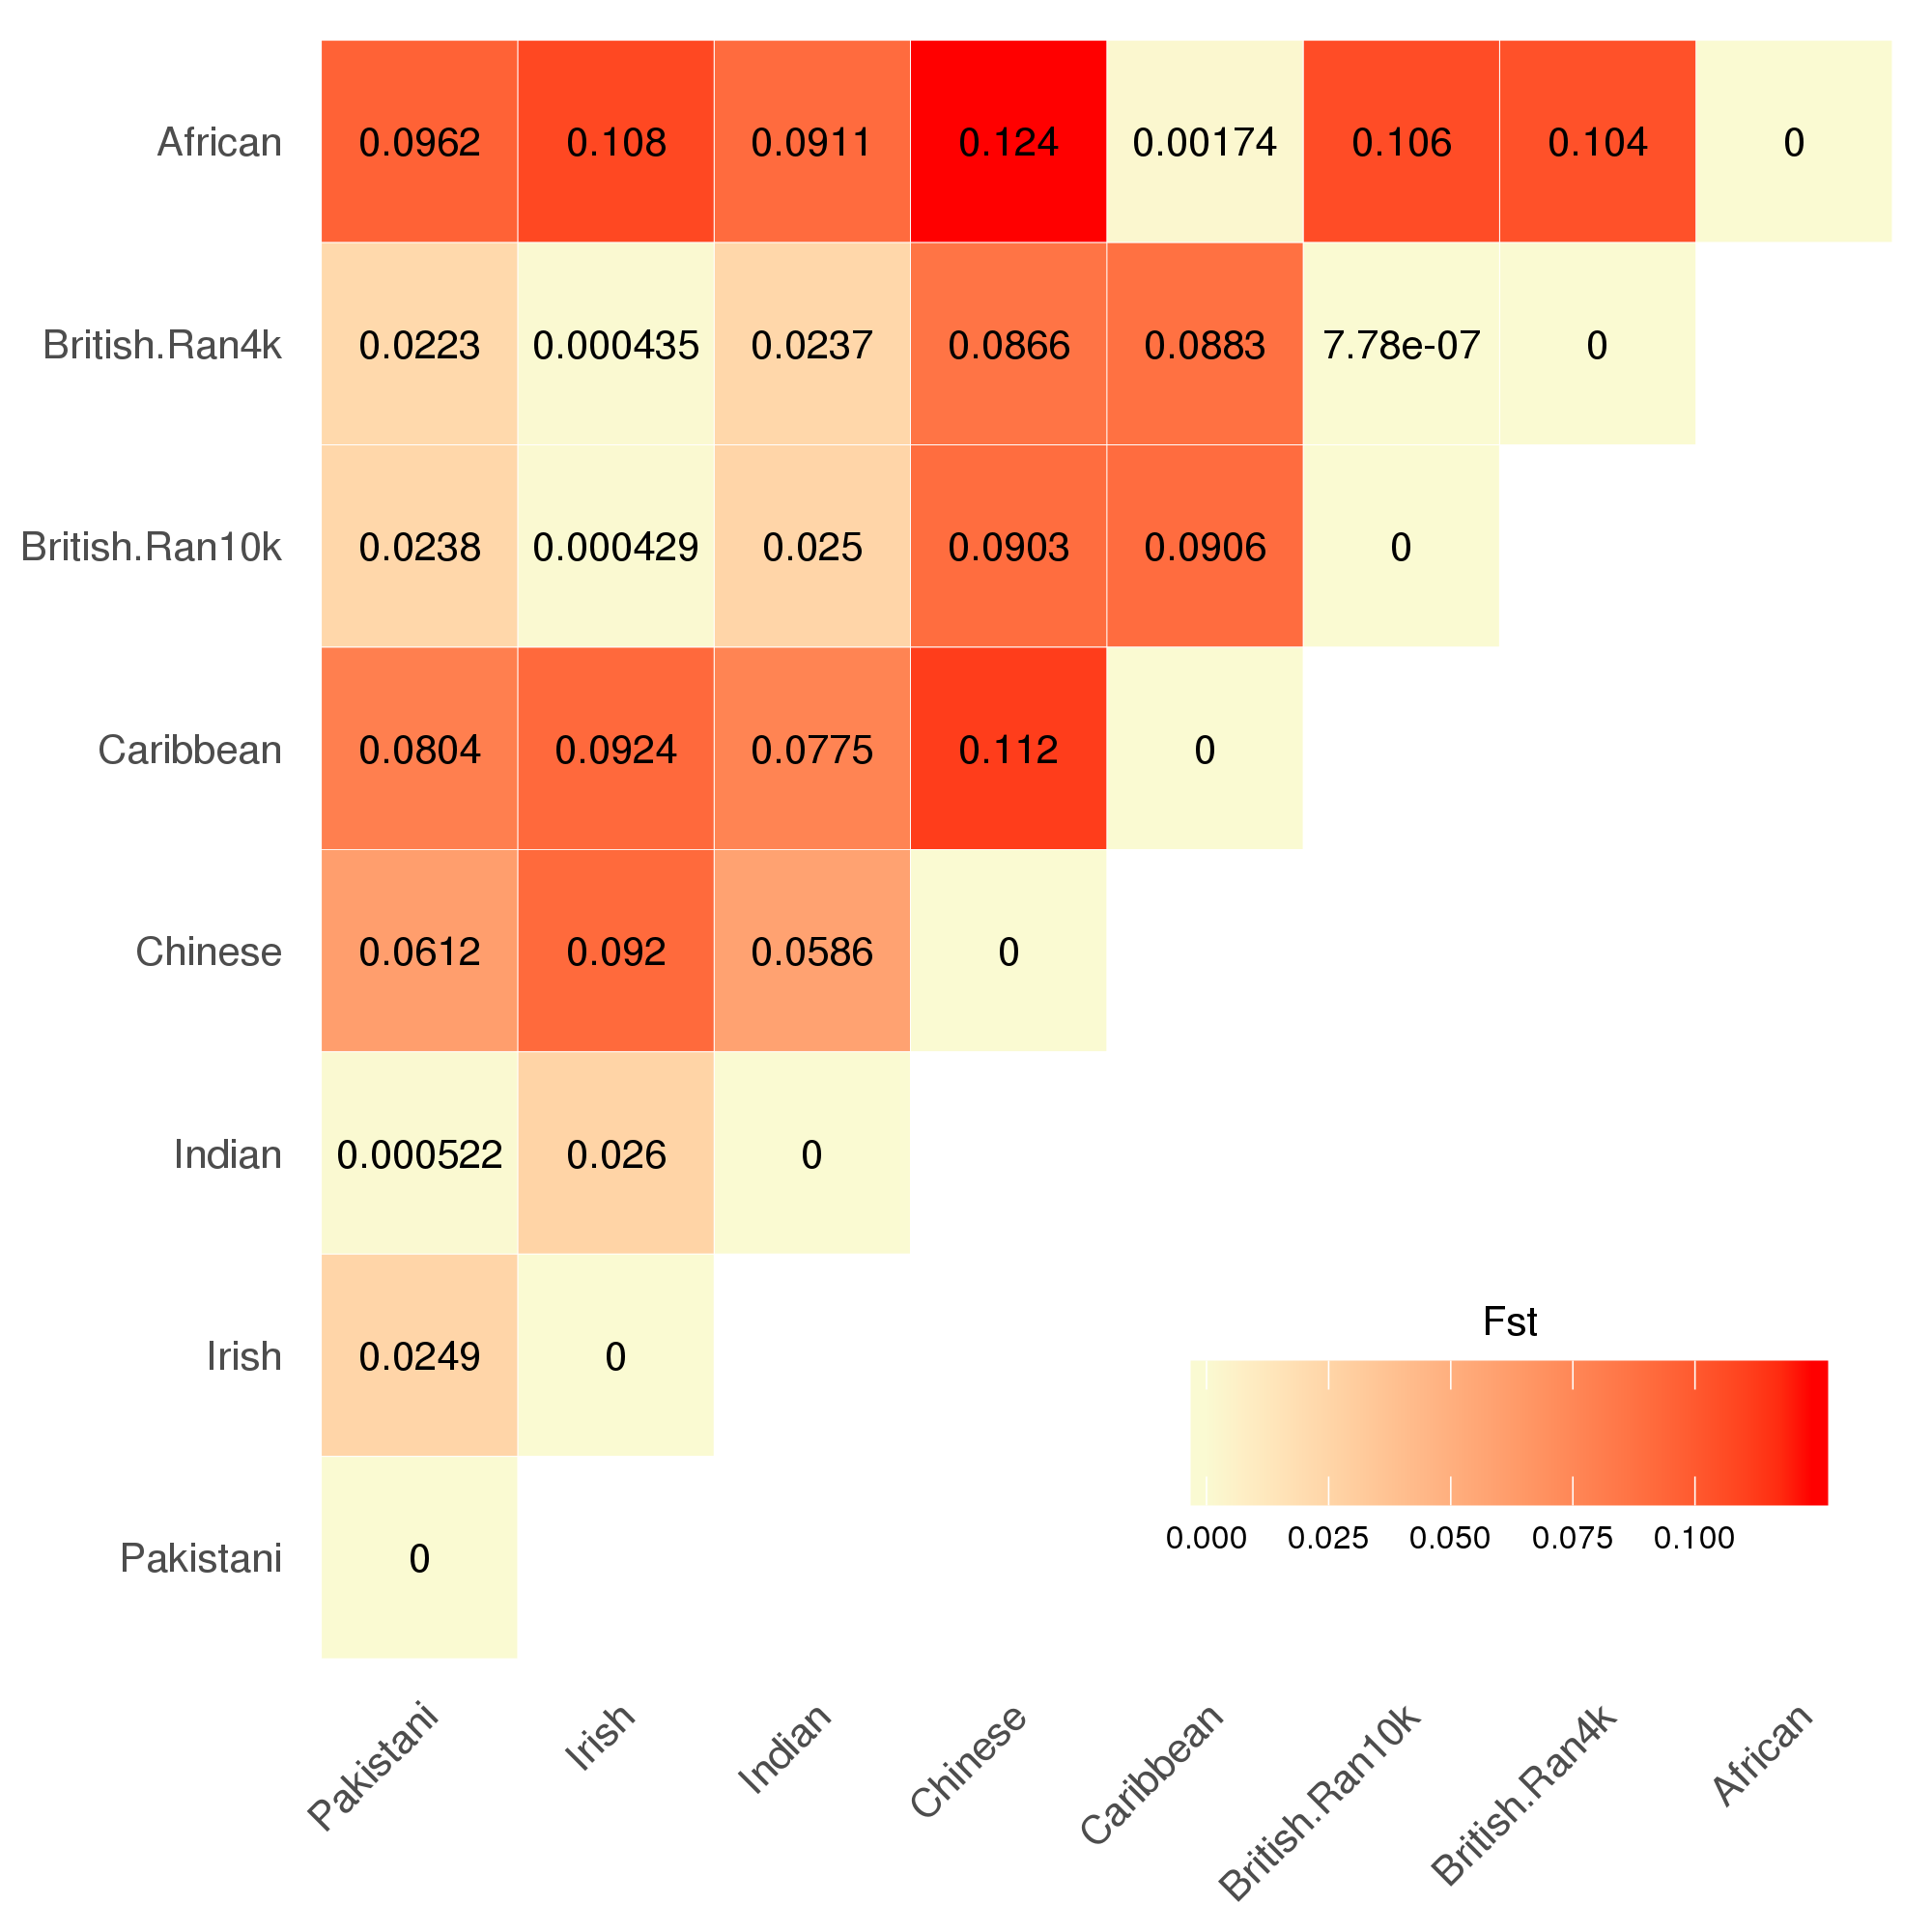 African 0.0962 0.108 0.0911 0.124 0.00174 0.106 0.104 0
British.Ran4k 0.0223 0.000435 0.0237 0.0866 0.0883 7.78e-07 0
British.Ran10k 0.0238 0.000429 0.025 0.0903 0.0906 0
Caribbean 0.0804 0.0924 0.0775 0.112 0
Chinese 0.0612 0.092 0.0586 0
Indian 0.000522 0.026 0
Irish 0.0249 0
Pakistani 0
Fst
0.000 0.025 0.050 0.075 0.100
Pakistani Irish Indian Chinese Caribbean British.Ran10k British.Ran4k African